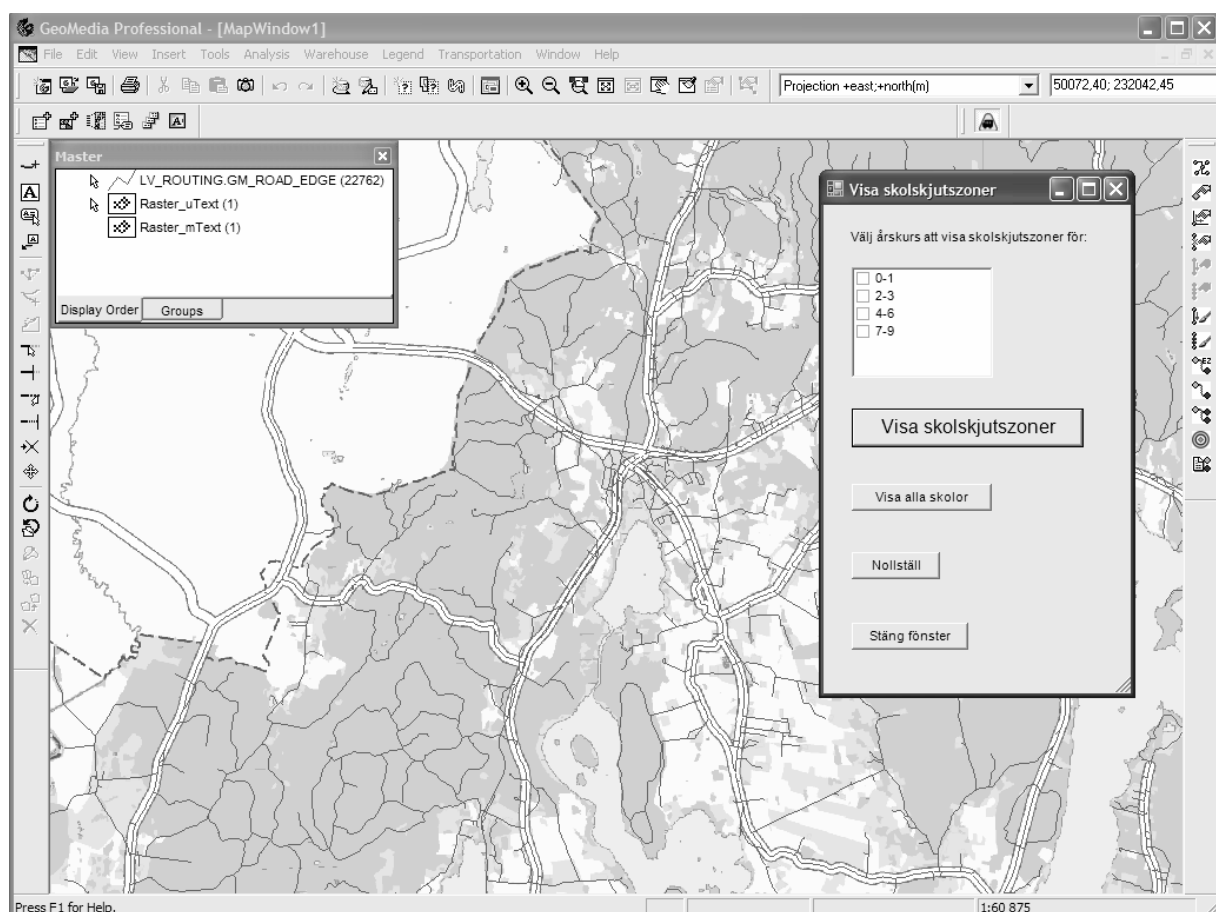 GeoMedia Professional - [MapWindow1]
File Edit View Insert Tools Analysis Warehouse Legend Transportation Window Help
Projection +east;+north(m)
50072,40; 232042,45
Master
LV_ROUTING.GM_ROAD_EDGE (22762)
Raster_uText (1)
Raster_mText (1)
Display Order Groups
Visa skolskjutszoner
Välj årskurs att visa skolskjutszoner för:
0-1
2-3
4-6
7-9
Visa skolskjutszoner
Visa alla skolor
Nollställ
Stäng fönster
Press F1 for Help.
1:60 875